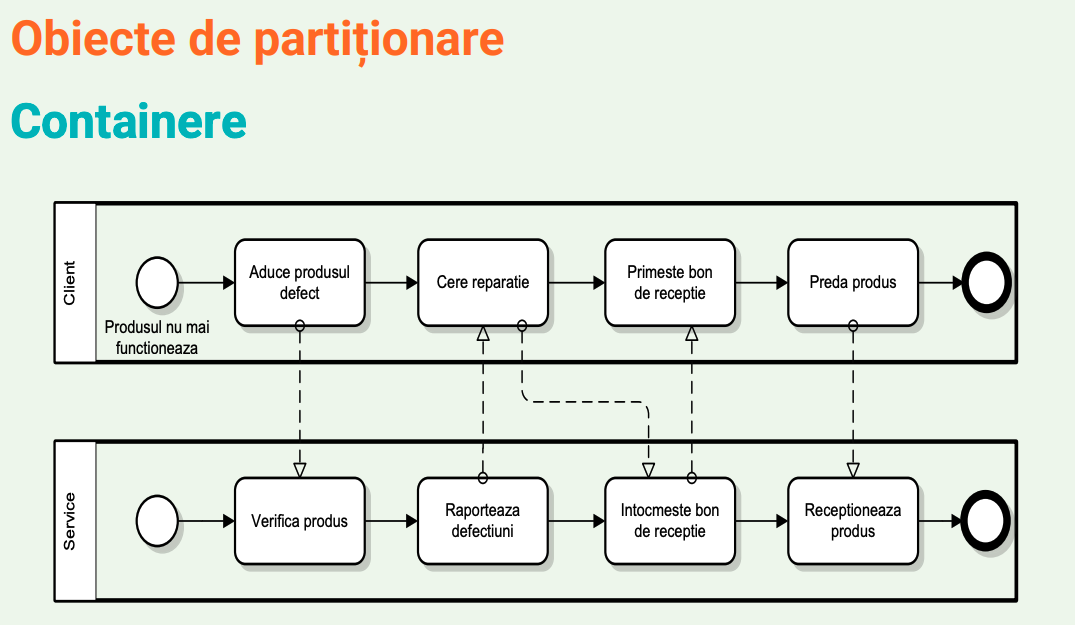 Obiecte de partiționare
Containere
Client
Produsul nu mai
functioneaza
Aduce produsul
defect
Cere reparatie
Primeste bon
de receptie
Preda produs
Service
Verifica produs
Raporteaza
defectiuni
Intocmeste bon
de receptie
Receptioneaza
produs